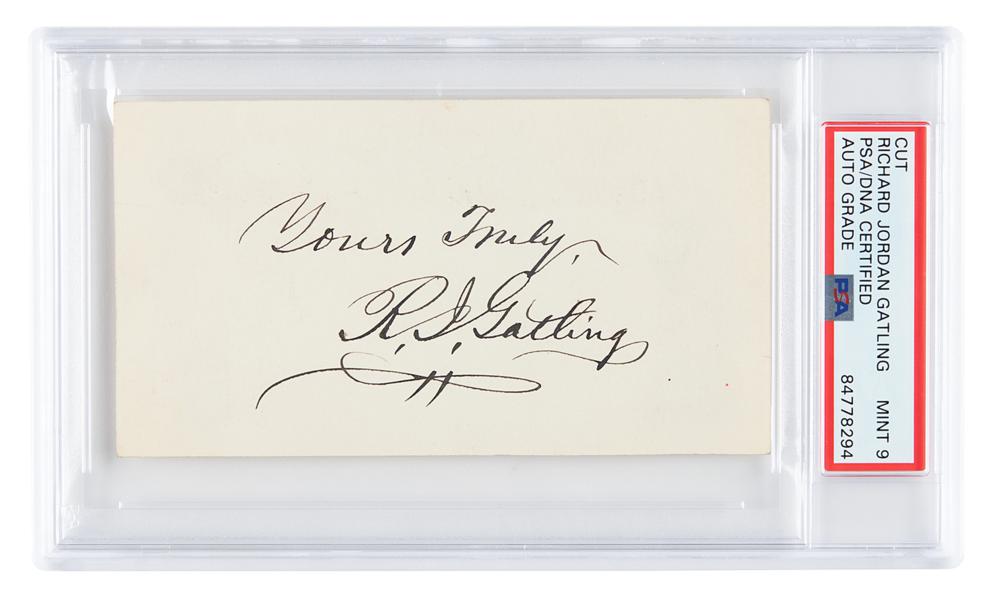 Yours Truly,
R. J. Gatling
CUT
RICHARD JORDAN GATLING MINT 9
PSA/DNA CERTIFIED
AUTO GRADE 84778294
PSA